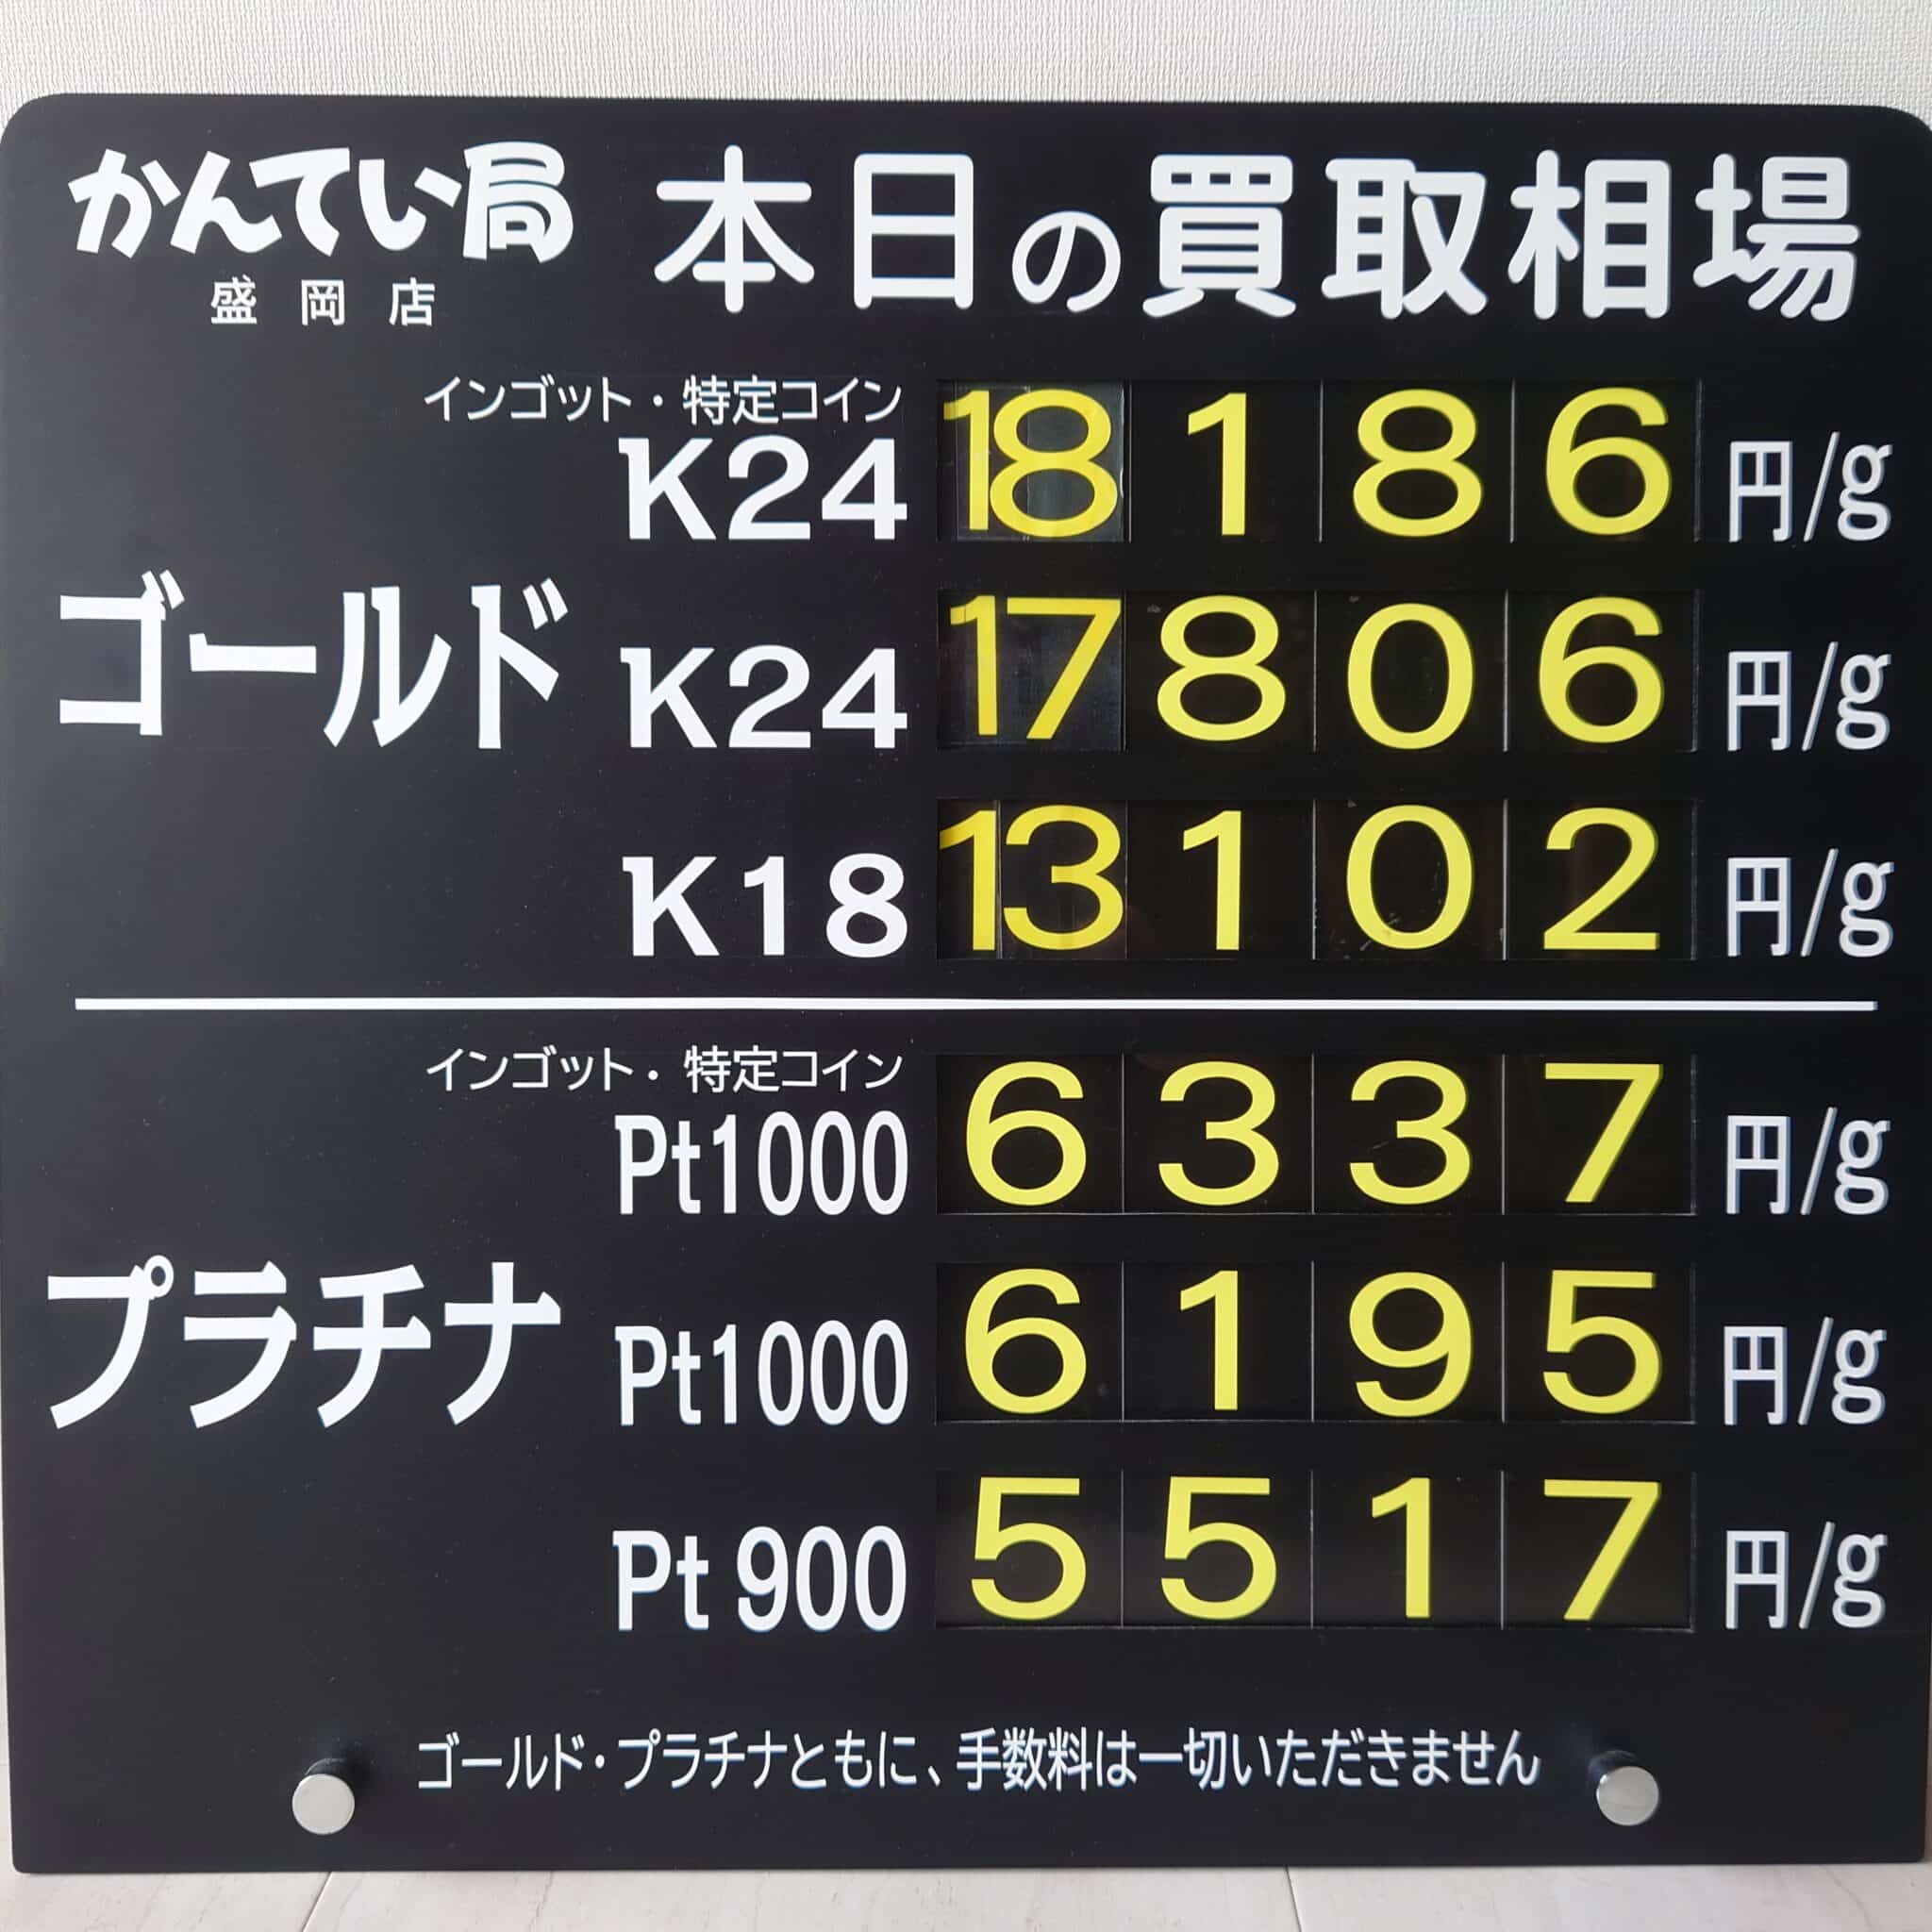 かんてい局 本日の買取相場
盛岡店
インゴット・特定コイン
K24 18186 円/g
ゴールド K24 17806 円/g
K18 13102 円/g
インゴット・特定コイン
Pt1000 6337 円/g
プラチナ Pt1000 6195 円/g
Pt900 5517 円/g
ゴールド・プラチナともに、手数料は一切いただきません